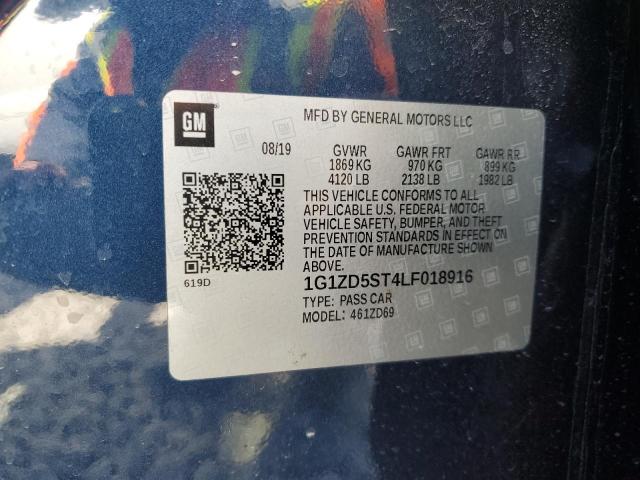 GM
MFD BY GENERAL MOTORS LLC
08/19 GVWR GAWR FRT GAWR RR
1869 KG 970 KG 899 KG
4120 LB 2138 LB 1982 LB
THIS VEHICLE CONFORMS TO ALL
APPLICABLE U.S. FEDERAL MOTOR
VEHICLE SAFETY, BUMPER, AND THEFT
PREVENTION STANDARDS IN EFFECT ON
THE DATE OF MANUFACTURE SHOWN
ABOVE.
619D
1G1ZD5ST4LF018916
TYPE: PASS CAR
MODEL: 461ZD69